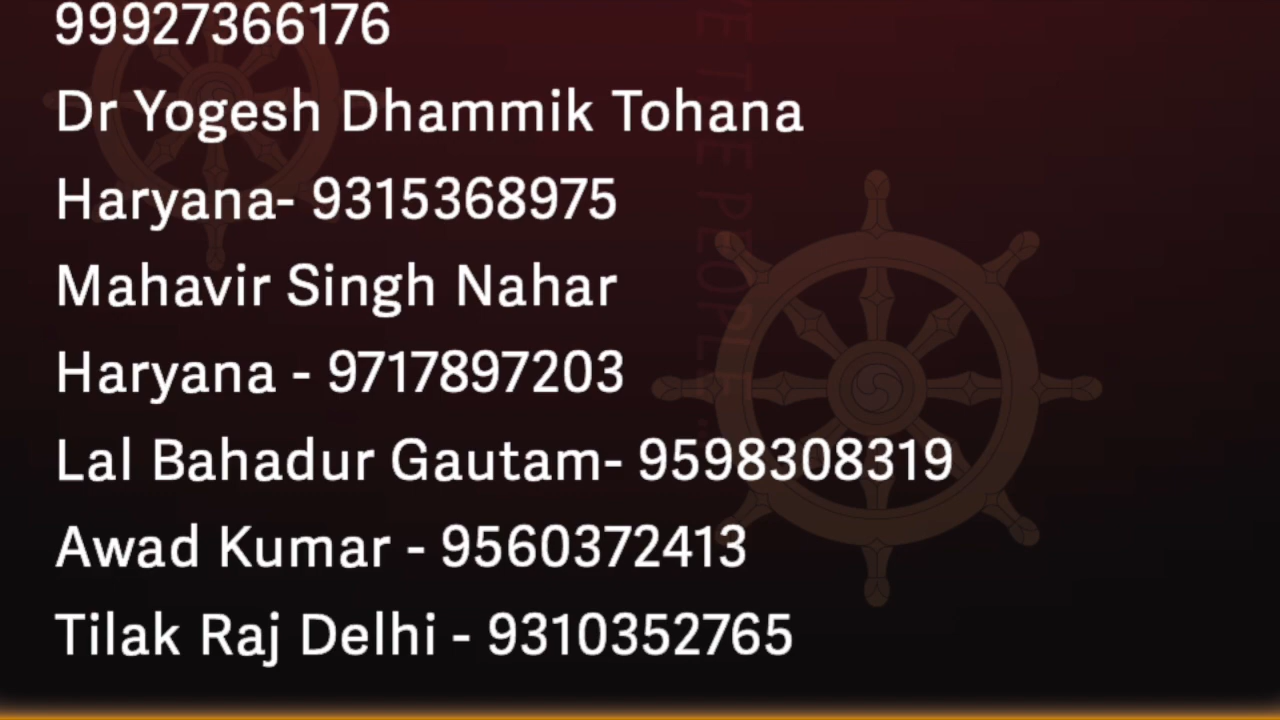 99927366176
Dr Yogesh Dhammik Tohana
Haryana- 9315368975
Mahavir Singh Nahar
Haryana - 9717897203
Lal Bahadur Gautam- 9598308319
Awad Kumar - 9560372413
Tilak Raj Delhi - 9310352765
PEOPLE